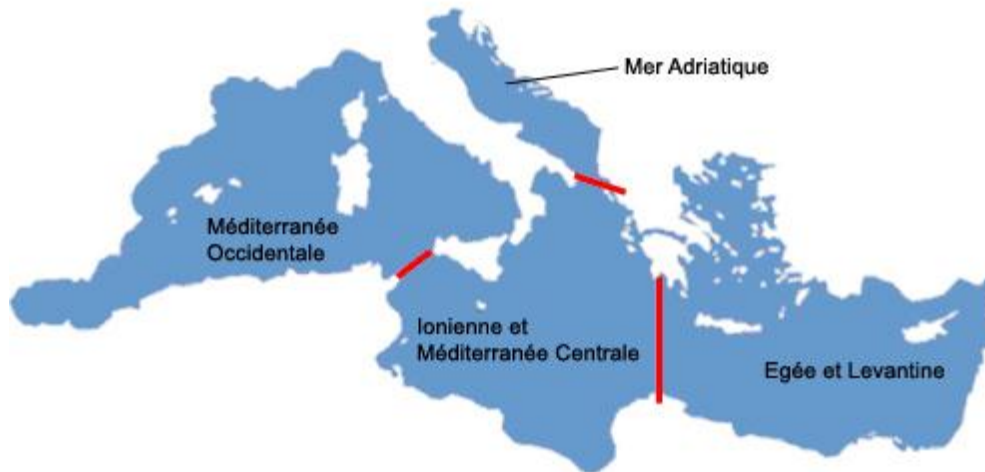 Mer Adriatique
Méditerranée
Occidentale
Ionienne et
Méditerranée Centrale
Egée et Levantine